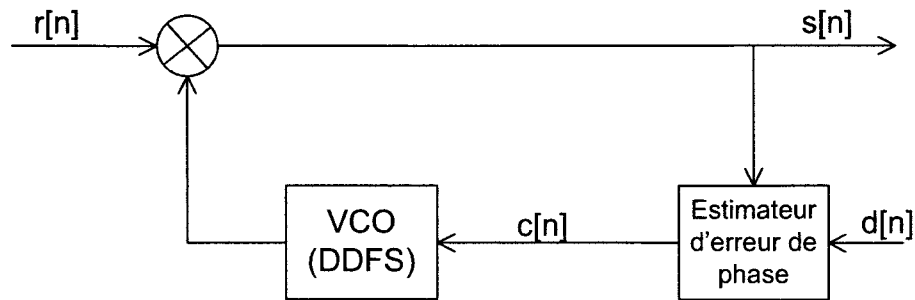 r[n]
s[n]
VCO
(DDFS)
c[n]
Estimateur
d'erreur de
phase
d[n]